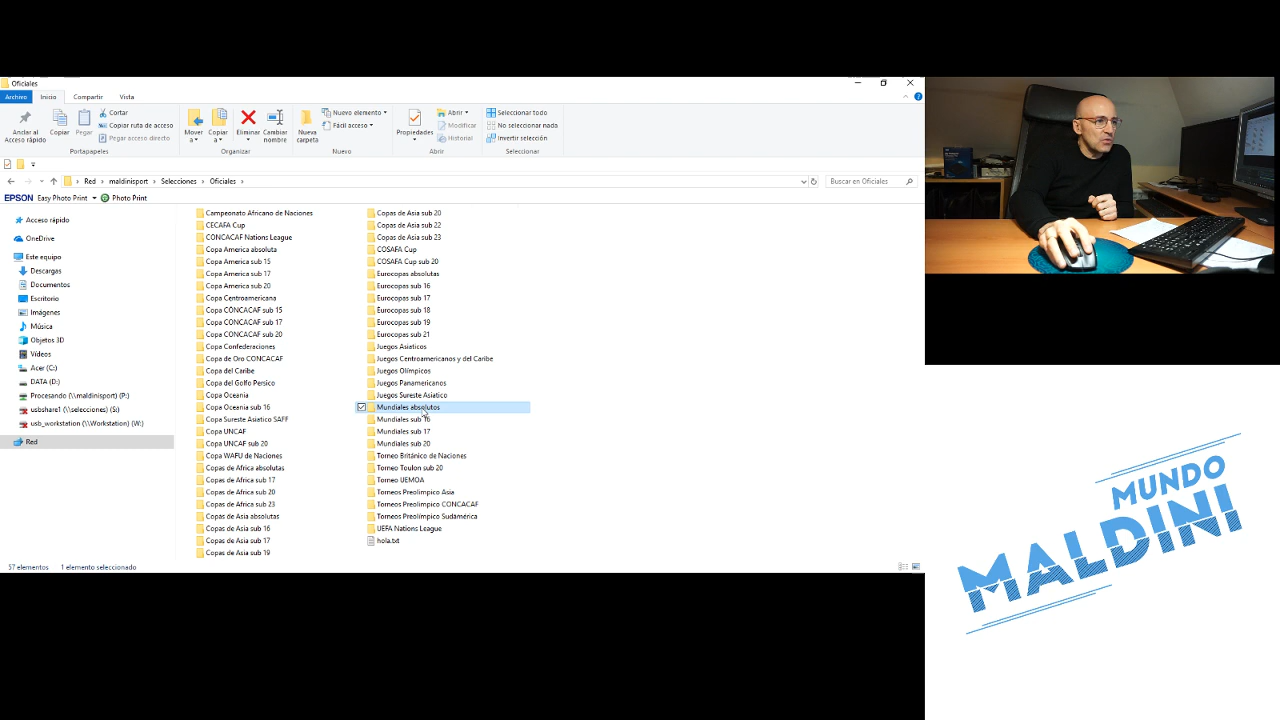 Oficiales
Archivo Inicio Compartir Vista
Anclar al Acceso rápido
Copiar
Pegar
Cortar
Copiar ruta de acceso
Pegar acceso directo
Portapapeles
Mover a
Copiar a
Eliminar
Cambiar nombre
Organizar
Nueva carpeta
Nuevo elemento
Fácil acceso
Nuevo
Propiedades
Abrir
Modificar
Historial
Abrir
Seleccionar todo
No seleccionar nada
Invertir selección
Seleccionar
Red > maldinisport > Selecciones > Oficiales >
Buscar en Oficiales
EPSON Easy Photo Print Photo Print
Acceso rápido
OneDrive
Este equipo
Descargas
Documentos
Escritorio
Imágenes
Música
Objetos 3D
Vídeos
Acer (C:)
DATA (D:)
Procesando (\\maldinisport) (P:)
usbshare1 (\\selecciones) (S:)
usb_workstation (\\Workstation) (W:)
Red
Campeonato Africano de Naciones
CECAFA Cup
CONCACAF Nations League
Copa America absoluta
Copa America sub 15
Copa America sub 17
Copa America sub 20
Copa Centroamericana
Copa CONCACAF sub 15
Copa CONCACAF sub 17
Copa CONCACAF sub 20
Copa Confederaciones
Copa de Oro CONCACAF
Copa del Caribe
Copa del Golfo Persico
Copa Oceania
Copa Oceania sub 16
Copa Sureste Asiatico SAFF
Copa UNCAF
Copa UNCAF sub 20
Copa WAFU de Naciones
Copas de Africa absolutas
Copas de Africa sub 17
Copas de Africa sub 20
Copas de Africa sub 23
Copas de Asia absolutas
Copas de Asia sub 16
Copas de Asia sub 17
Copas de Asia sub 19
Copas de Asia sub 20
Copas de Asia sub 22
Copas de Asia sub 23
COSAFA Cup
COSAFA Cup sub 20
Eurocopas absolutas
Eurocopas sub 16
Eurocopas sub 17
Eurocopas sub 18
Eurocopas sub 19
Eurocopas sub 21
Juegos Asiaticos
Juegos Centroamericanos y del Caribe
Juegos Olímpicos
Juegos Panamericanos
Juegos Sureste Asiatico
Mundiales absolutos
Mundiales sub 16
Mundiales sub 17
Mundiales sub 20
Torneo Británico de Naciones
Torneo Toulon sub 20
Torneo UEMOA
Torneos Preolimpico Asia
Torneos Preolímpico CONCACAF
Torneos Preolímpico Sudámerica
UEFA Nations League
hola.txt
57 elementos 1 elemento seleccionado
MUNDO
MALDINI